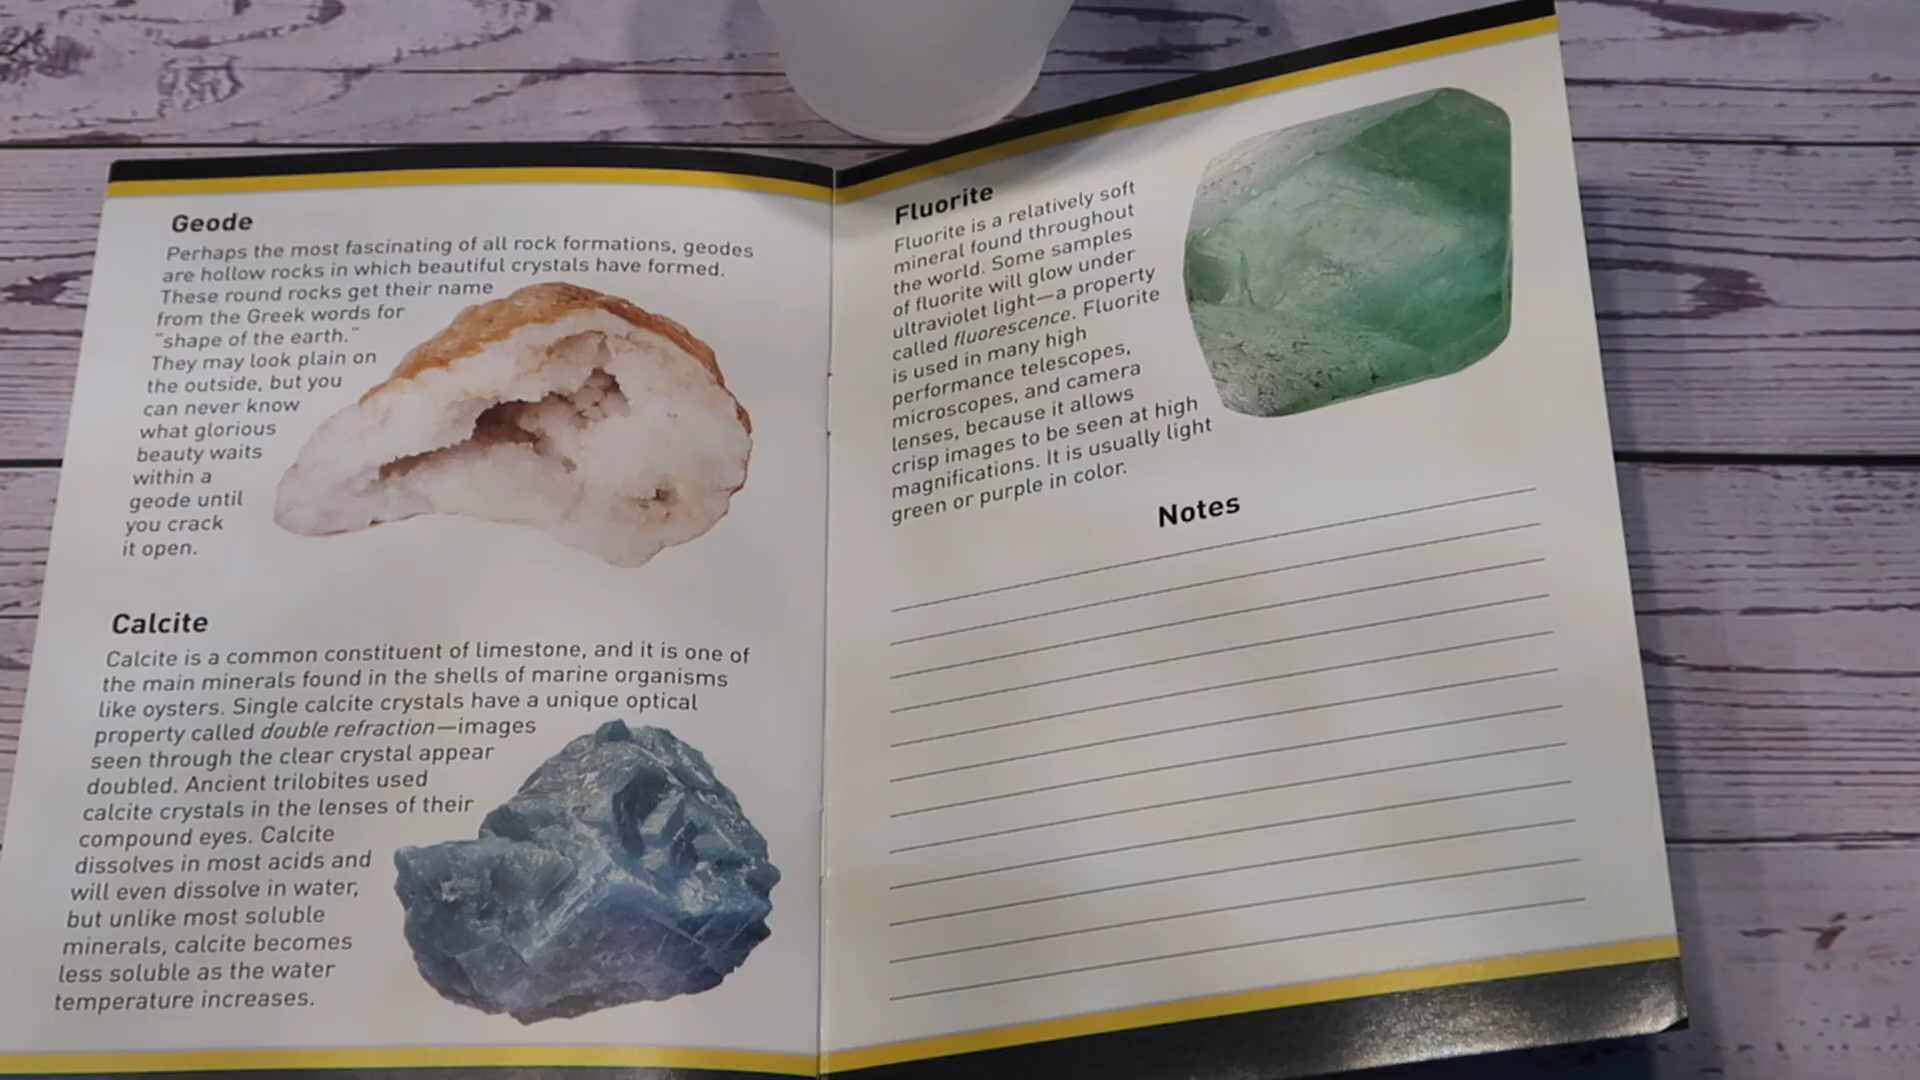 Geode
Perhaps the most fascinating of all rock formations, geodes
are hollow rocks in which beautiful crystals have formed.
These round rocks get their name
from the Greek words for
"shape of the earth."
They may look plain on
the outside, but you
can never know
what glorious
beauty waits
within a
geode until
you crack
it open.
Calcite
Calcite is a common constituent of limestone, and it is one of
the main minerals found in the shells of marine organisms
like oysters. Single calcite crystals have a unique optical
property called double refraction—images
seen through the clear crystal appear
doubled. Ancient trilobites used
calcite crystals in the lenses of their
compound eyes. Calcite
dissolves in most acids and
will even dissolve in water,
but unlike most soluble
minerals, calcite becomes
less soluble as the water
temperature increases.
Fluorite
Fluorite is a relatively soft
mineral found throughout
the world. Some samples
of fluorite will glow under
ultraviolet light—a property
called fluorescence. Fluorite
is used in many high
performance telescopes,
microscopes, and camera
lenses, because it allows
crisp images to be seen at high
magnifications. It is usually light
green or purple in color.
Notes